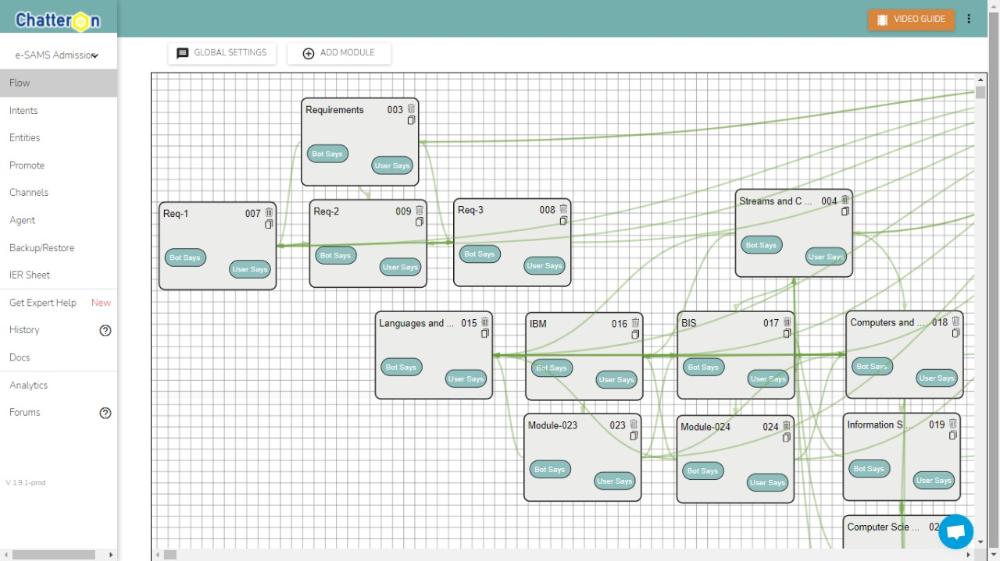 Chatteron
VIDEO GUIDE
e-SAMS Admission
GLOBAL SETTINGS
ADD MODULE
Flow
Intents
Entities
Promote
Channels
Agent
Backup/Restore
IER Sheet
Get Expert Help New
History
Docs
Analytics
Forums
V 1.9.1-prod
Requirements 003
Bot Says
User Says
Req-1 007
Bot Says
User Says
Req-2 009
Bot Says
User Says
Req-3 008
Bot Says
User Says
Streams and C ... 004
Bot Says
User Says
Languages and ... 015
Bot Says
User Says
IBM 016
Bot Says
User Says
BIS 017
Bot Says
User Says
Computers and ... 018
Bot Says
User Says
Module-023 023
Bot Says
User Says
Module-024 024
Bot Says
User Says
Information S ... 019
Bot Says
User Says
Computer Scie ...